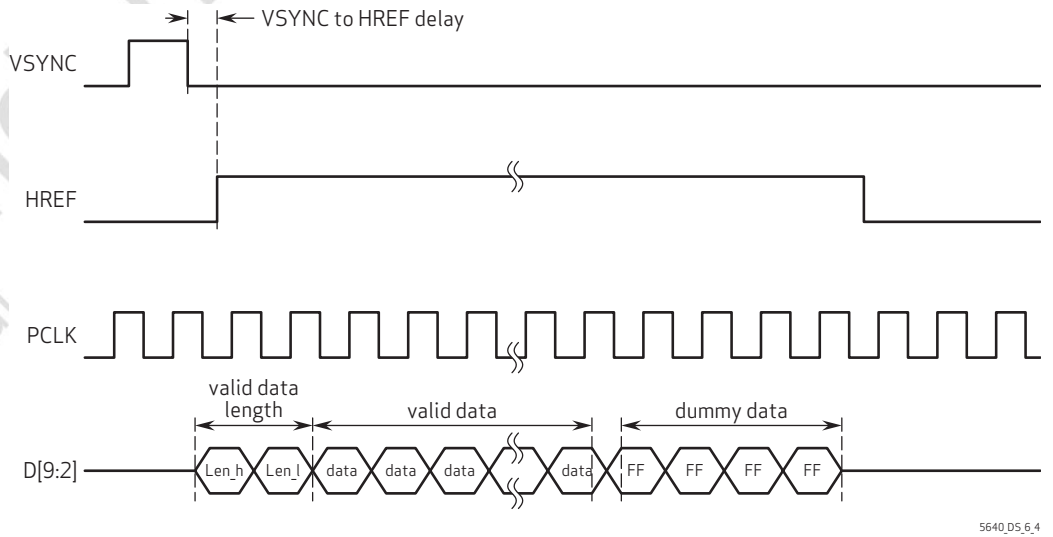 VSYNC to HREF delay
VSYNC
HREF
PCLK
valid data
length
valid data
dummy data
D[9:2]
Len_h
Len_l
data
data
data
data
FF
FF
FF
FF
5640_DS_6_4